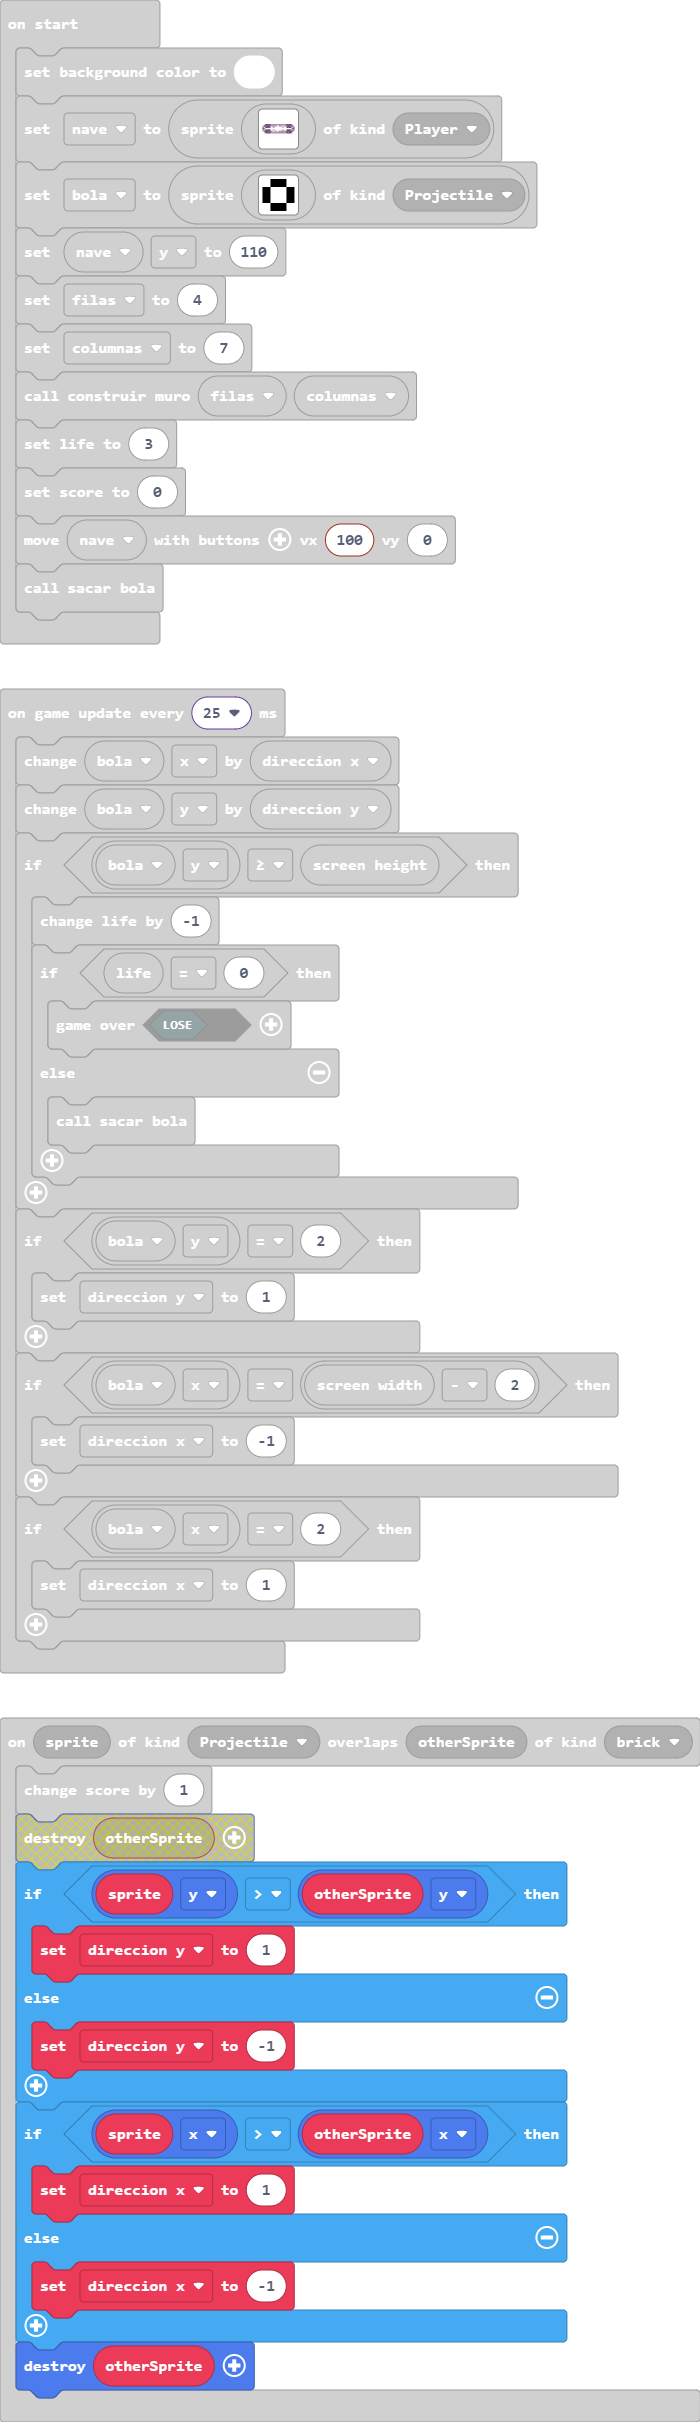 on start
set background color to
set nave to sprite of kind Player
set bola to sprite of kind Projectile
set nave y to 110
set filas to 4
set columnas to 7
call construir muro filas columnas
set life to 3
set score to 0
move nave with buttons vx 100 vy 0
call sacar bola
on game update every 25 ms
change bola x by direccion x
change bola y by direccion y
if bola y ≥ screen height then
change life by -1
if life = 0 then
game over LOSE
else
call sacar bola
if bola y = 2 then
set direccion y to 1
if bola x = screen width - 2 then
set direccion x to -1
if bola x = 2 then
set direccion x to 1
on sprite of kind Projectile overlaps otherSprite of kind brick
change score by 1
destroy otherSprite
if sprite y > otherSprite y then
set direccion y to 1
else
set direccion y to -1
if sprite x > otherSprite x then
set direccion x to 1
else
set direccion x to -1
destroy otherSprite